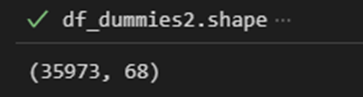 df_dummies2.shape ...
(35973, 68)